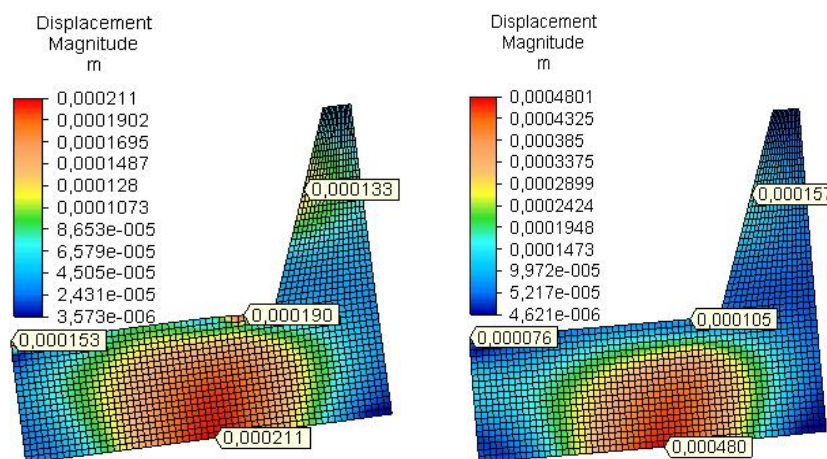 Displacement
Magnitude
m
0,000211
0,0001902
0,0001695
0,0001487
0,000128
0,0001073
8,653e-005
6,579e-005
4,505e-005
2,431e-005
3,573e-006
0,000133
0,000190
0,000153
0,000211
Displacement
Magnitude
m
0,0004801
0,0004325
0,000385
0,0003375
0,0002899
0,0002424
0,0001948
0,0001473
9,972e-005
5,217e-005
4,621e-006
0,000157
0,000105
0,000076
0,000480